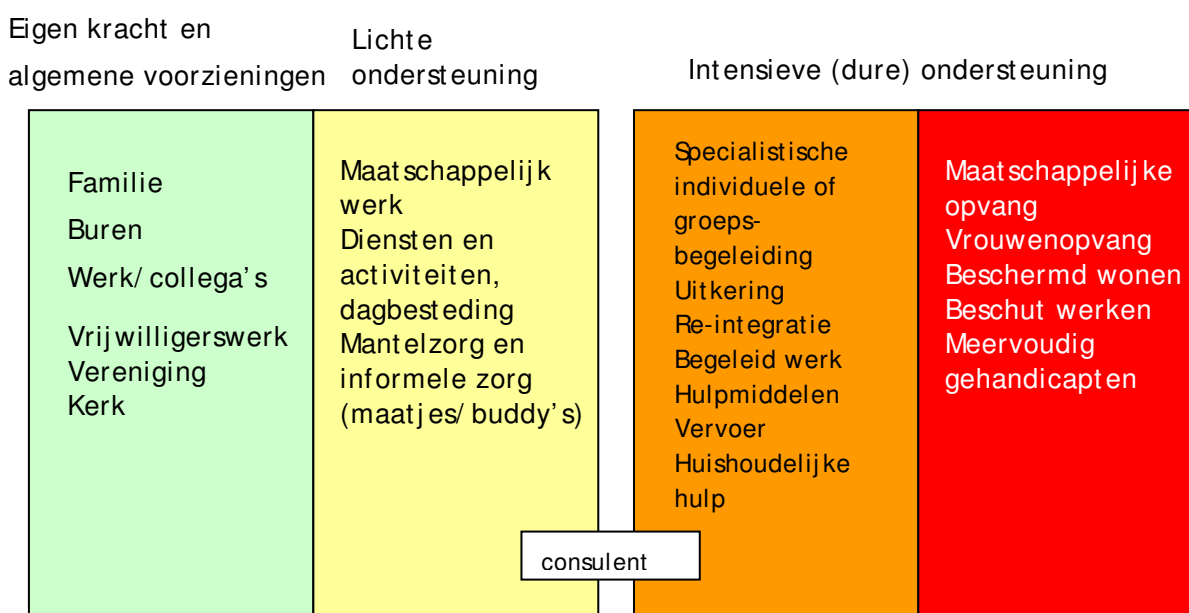 Eigen kracht en
algemene voorzieningen
Lichte
ondersteuning
Intensieve (dure) ondersteuning
Familie
Buren
Werk/ collega's
Vrijwilligerswerk
Vereniging
Kerk
Maatschappelijk
werk
Diensten en
activiteiten,
dagbesteding
Mantelzorg en
informele zorg
(maatjes/ buddy's)
Specialistische
individuele of
groeps-
begeleiding
Uitkering
Re-integratie
Begeleid werk
Hulpmiddelen
Vervoer
Huishoudelijke
hulp
Maatschappelijke
opvang
Vrouwenopvang
Beschermd wonen
Beschut werken
Meervoudig
gehandicapten
consulent